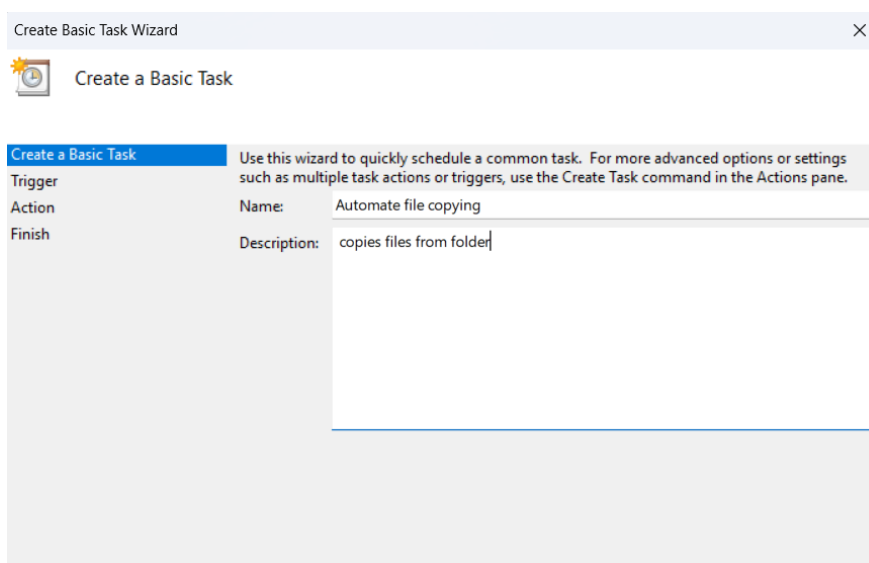 Create Basic Task Wizard
Create a Basic Task
Create a Basic Task
Use this wizard to quickly schedule a common task. For more advanced options or settings
such as multiple task actions or triggers, use the Create Task command in the Actions pane.
Trigger
Action
Finish
Name: Automate file copying
Description: copies files from folder